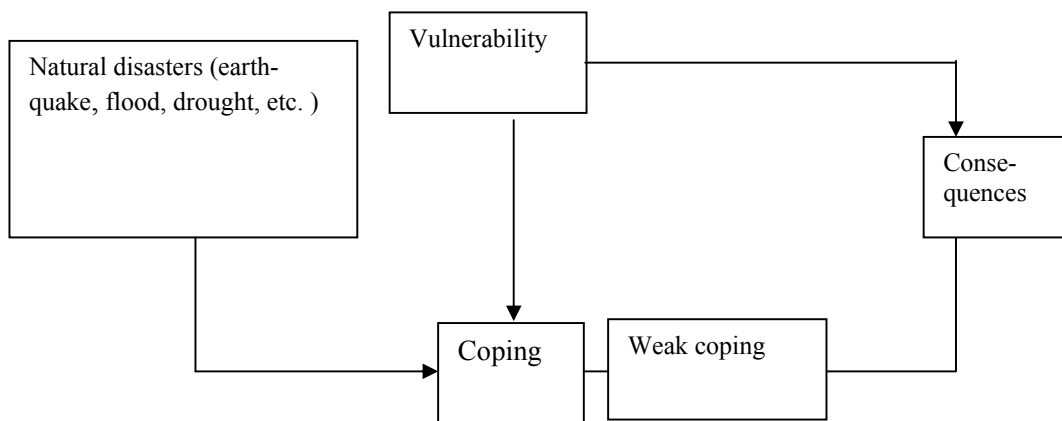 Natural disasters (earth-
quake, flood, drought, etc. )
Vulnerability
Conse-
quences
Coping
Weak coping